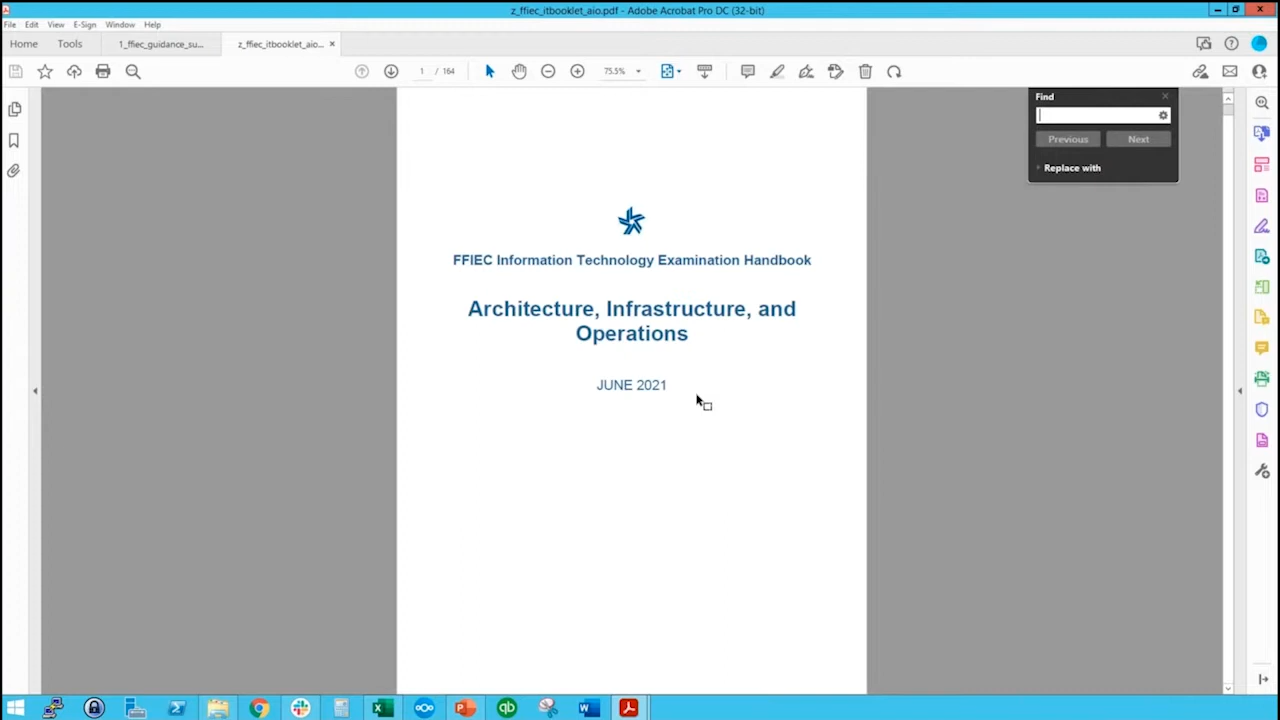 z_ffiec_itbooklet_aio.pdf - Adobe Acrobat Pro DC (32-bit)
File Edit View E-Sign Window Help
Home Tools 1_ffiec_guidance_su... z_ffiec_itbooklet_aio... ×
1 / 164 75.5%
Find
Previous Next
Replace with
FFIEC Information Technology Examination Handbook
Architecture, Infrastructure, and
Operations
JUNE 2021